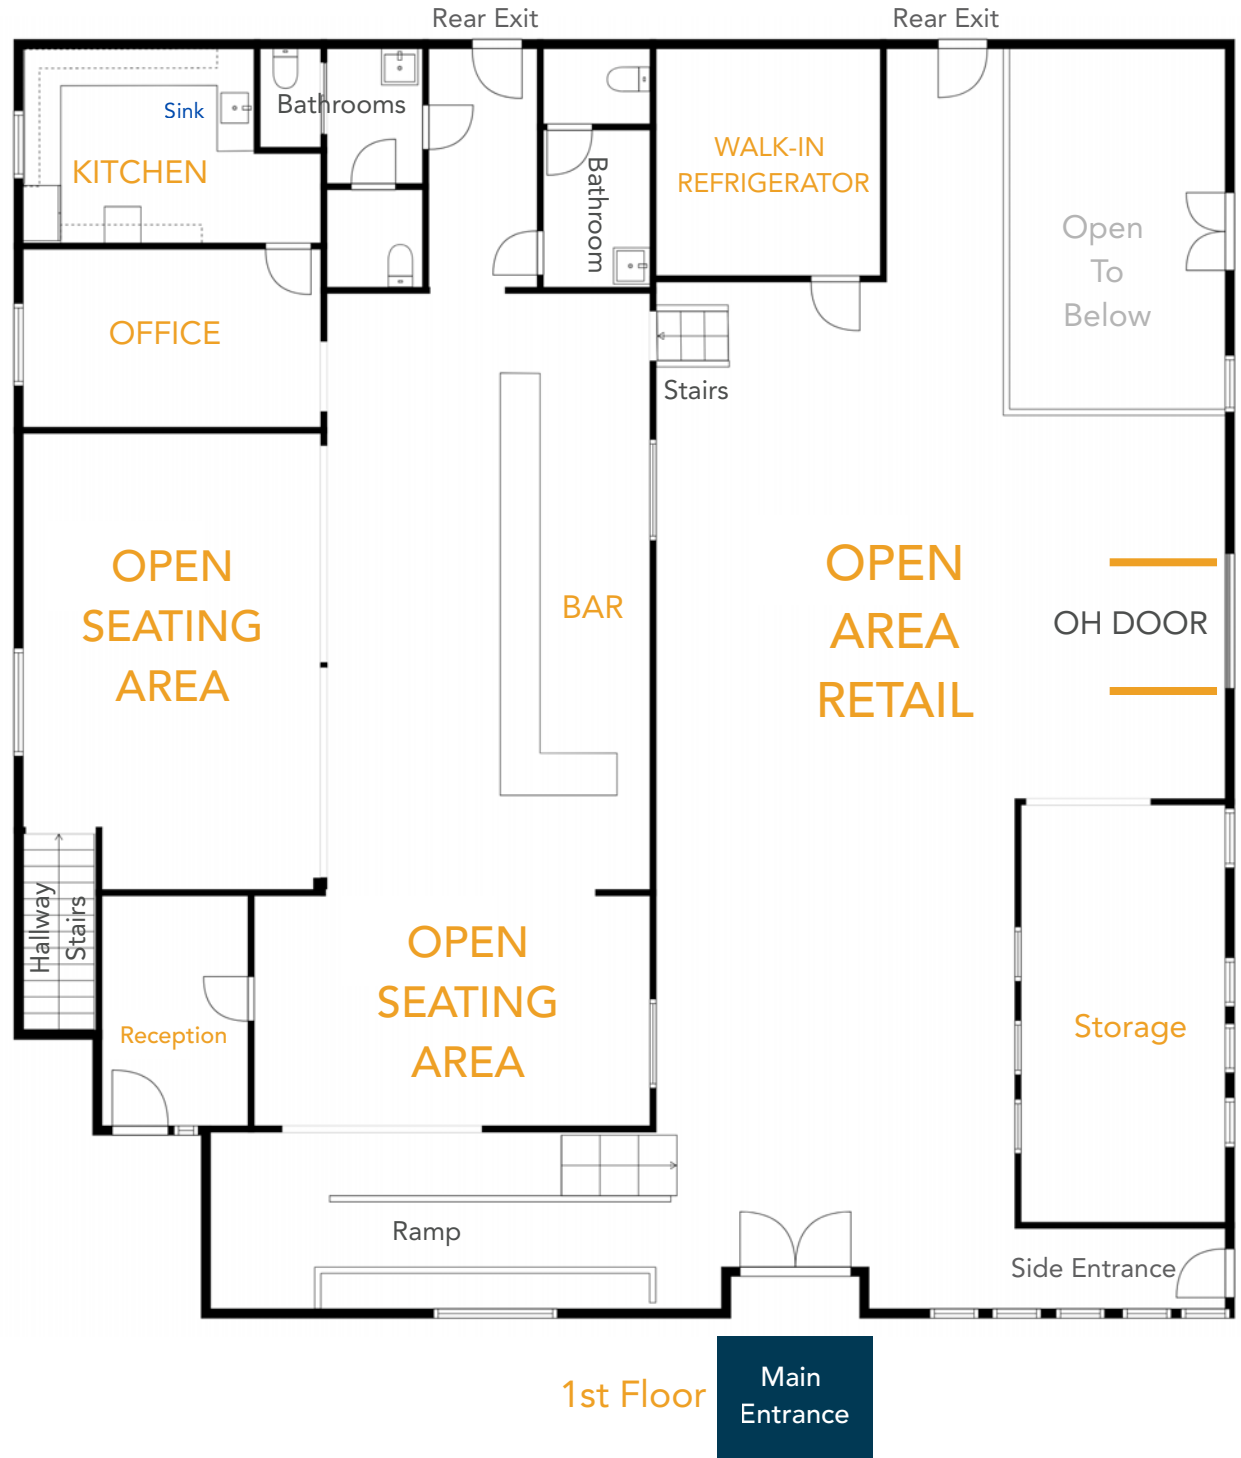 Rear Exit
Rear Exit
Bathrooms
Sink
KITCHEN
Bathroom
WALK-IN
REFRIGERATOR
Open
To
Below
OFFICE
Stairs
OPEN
SEATING
AREA
BAR
OPEN
AREA
RETAIL
OH DOOR
Hallway
Stairs
Reception
OPEN
SEATING
AREA
Storage
Ramp
Side Entrance
1st Floor
Main
Entrance